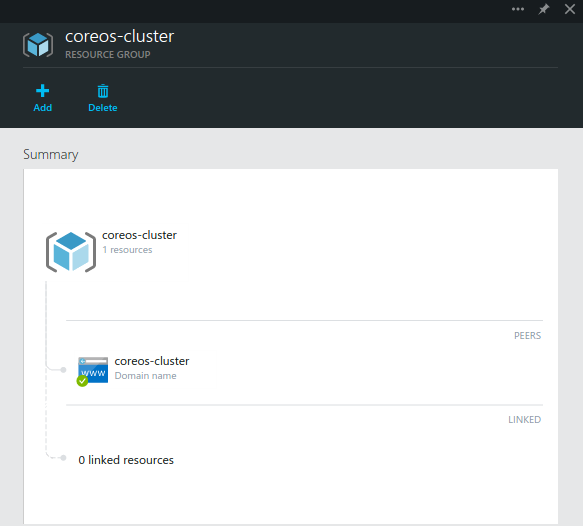 coreos-cluster
RESOURCE GROUP
Add
Delete
Summary
coreos-cluster
1 resources
PEERS
coreos-cluster
www
Domain name
LINKED
0 linked resources